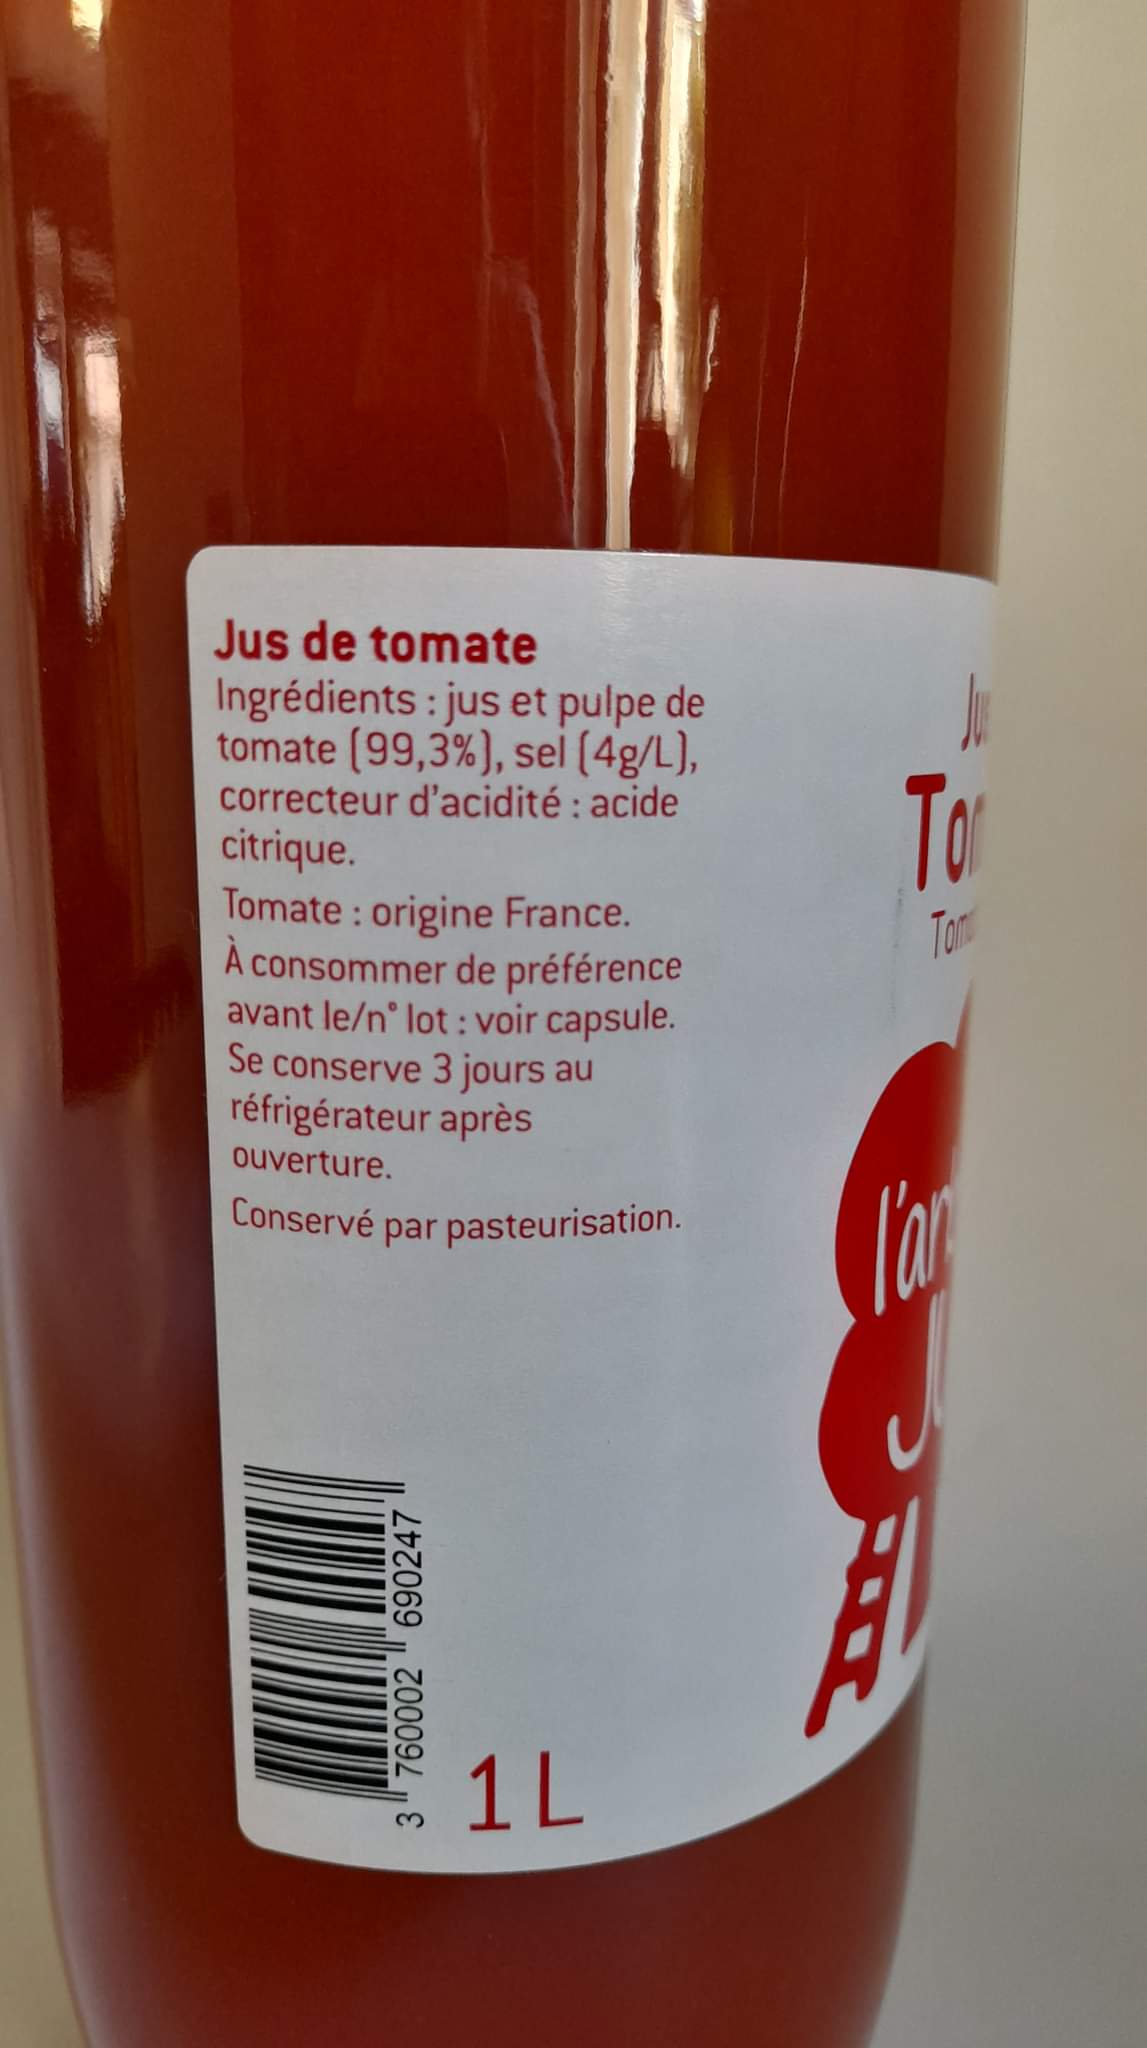 Jus de tomate
Ingrédients : jus et pulpe de
tomate (99,3%), sel (4g/L),
correcteur d'acidité : acide
citrique.
Tomate : origine France.
À consommer de préférence
avant le/n° lot : voir capsule.
Se conserve 3 jours au
réfrigérateur après
ouverture.
Conservé par pasteurisation.
3 760002 690247
1 L